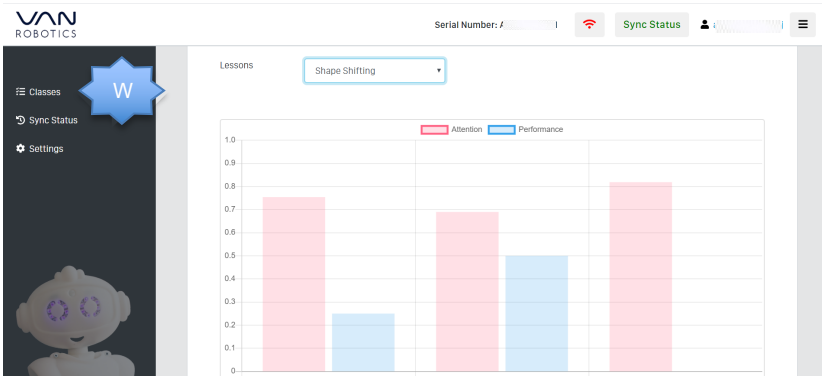 VAN
ROBOTICS
Serial Number: A
Sync Status
Lessons
Shape Shifting
Classes
W
Sync Status
Settings
Attention
Performance
1.0
0.9
0.8
0.7
0.6
0.5
0.4
0.3
0.2
0.1
0